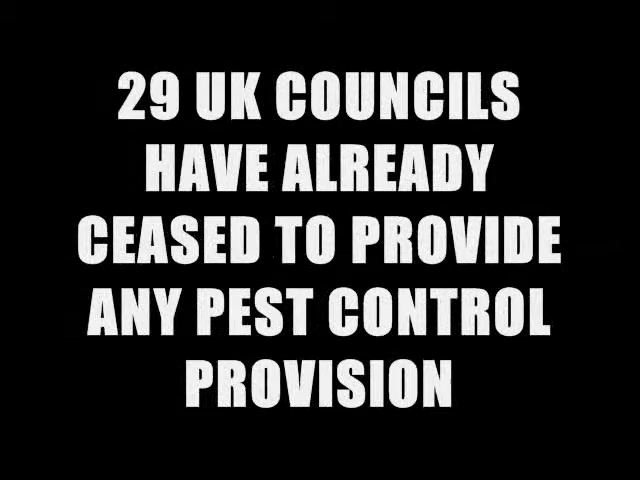 29 UK COUNCILS
HAVE ALREADY
CEASED TO PROVIDE
ANY PEST CONTROL
PROVISION